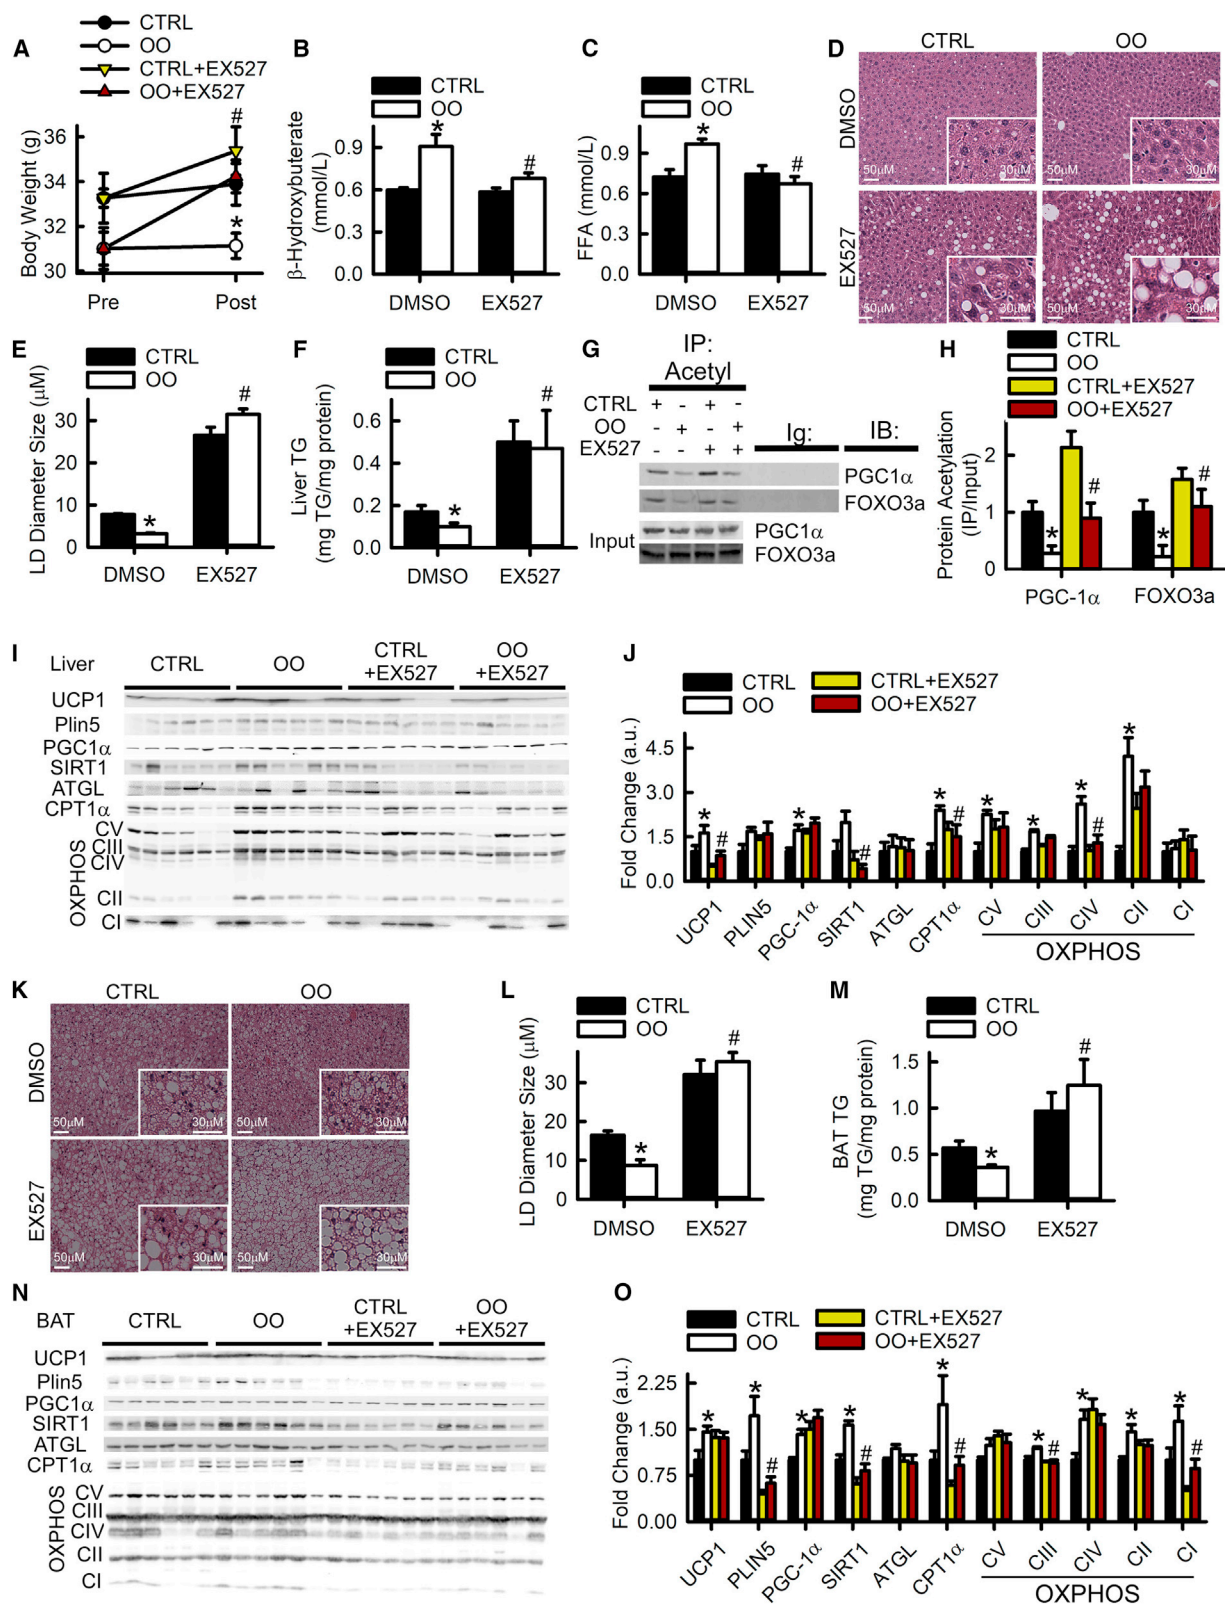 A
CTRL
OO
CTRL+EX527
OO+EX527
Body Weight (g)
36
34
32
30
#
*
Pre
Post
B
CTRL
OO
β-Hydroxybuterate
(mmol/L)
0.9
0.6
0.3
0.0
*
#
DMSO
EX527
C
CTRL
OO
FFA (mmol/L)
0.9
0.6
0.3
0.0
*
#
DMSO
EX527
D
CTRL
OO
DMSO
EX527
50μM
30μM
50μM
30μM
50μM
30μM
50μM
30μM
E
CTRL
OO
LD Diameter Size (μM)
30
20
10
0
*
#
DMSO
EX527
F
CTRL
OO
Liver TG
(mg TG/mg protein)
0.6
0.4
0.2
0.0
*
#
DMSO
EX527
G
IP:
Acetyl
CTRL + - + -
OO - + - +
EX527 - - + +
Ig:
IB:
PGC1α
FOXO3a
Input
PGC1α
FOXO3a
H
CTRL
OO
CTRL+EX527
OO+EX527
Protein Acetylation
(IP/Input)
2
1
0
*
#
*
#
PGC-1α
FOXO3a
I
Liver
CTRL
OO
CTRL
+EX527
OO
+EX527
UCP1
Plin5
PGC1α
SIRT1
ATGL
CPT1α
OXPHOS
CV
CIII
CIV
CII
CI
J
CTRL
OO
CTRL+EX527
OO+EX527
Fold Change (a.u.)
4.5
3.0
1.5
0.0
*
#
*
#
*
#
*
*
*
#
*
UCP1
PLIN5
PGC-1α
SIRT1
ATGL
CPT1α
CV
CIII
CIV
CII
CI
OXPHOS
K
CTRL
OO
DMSO
EX527
50μM
30μM
50μM
30μM
50μM
30μM
50μM
30μM
L
CTRL
OO
LD Diameter Size (μM)
30
20
10
0
*
#
DMSO
EX527
M
CTRL
OO
BAT TG
(mg TG/mg protein)
1.5
1.0
0.5
0.0
*
#
DMSO
EX527
N
BAT
CTRL
OO
CTRL
+EX527
OO
+EX527
UCP1
Plin5
PGC1α
SIRT1
ATGL
CPT1α
OXPHOS
CV
CIII
CIV
CII
CI
O
CTRL
OO
CTRL+EX527
OO+EX527
Fold Change (a.u.)
2.25
1.50
0.75
0.00
*
*
#
*
*
#
*
#
*
#
*
*
*
#
UCP1
PLIN5
PGC-1α
SIRT1
ATGL
CPT1α
CV
CIII
CIV
CII
CI
OXPHOS